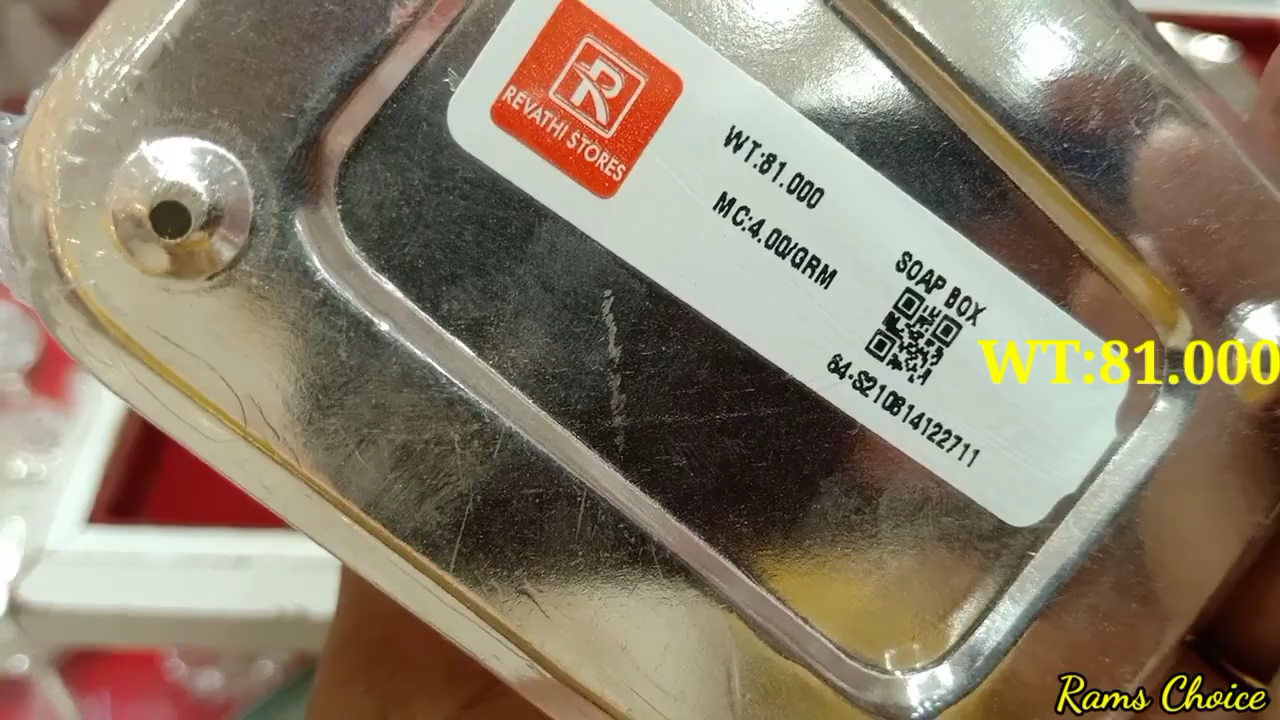 R
REVATHI STORES
WT:81.000
MC:4.00/GRM
SOAP BOX
64-S210814122711
WT:81.000
Rams Choice